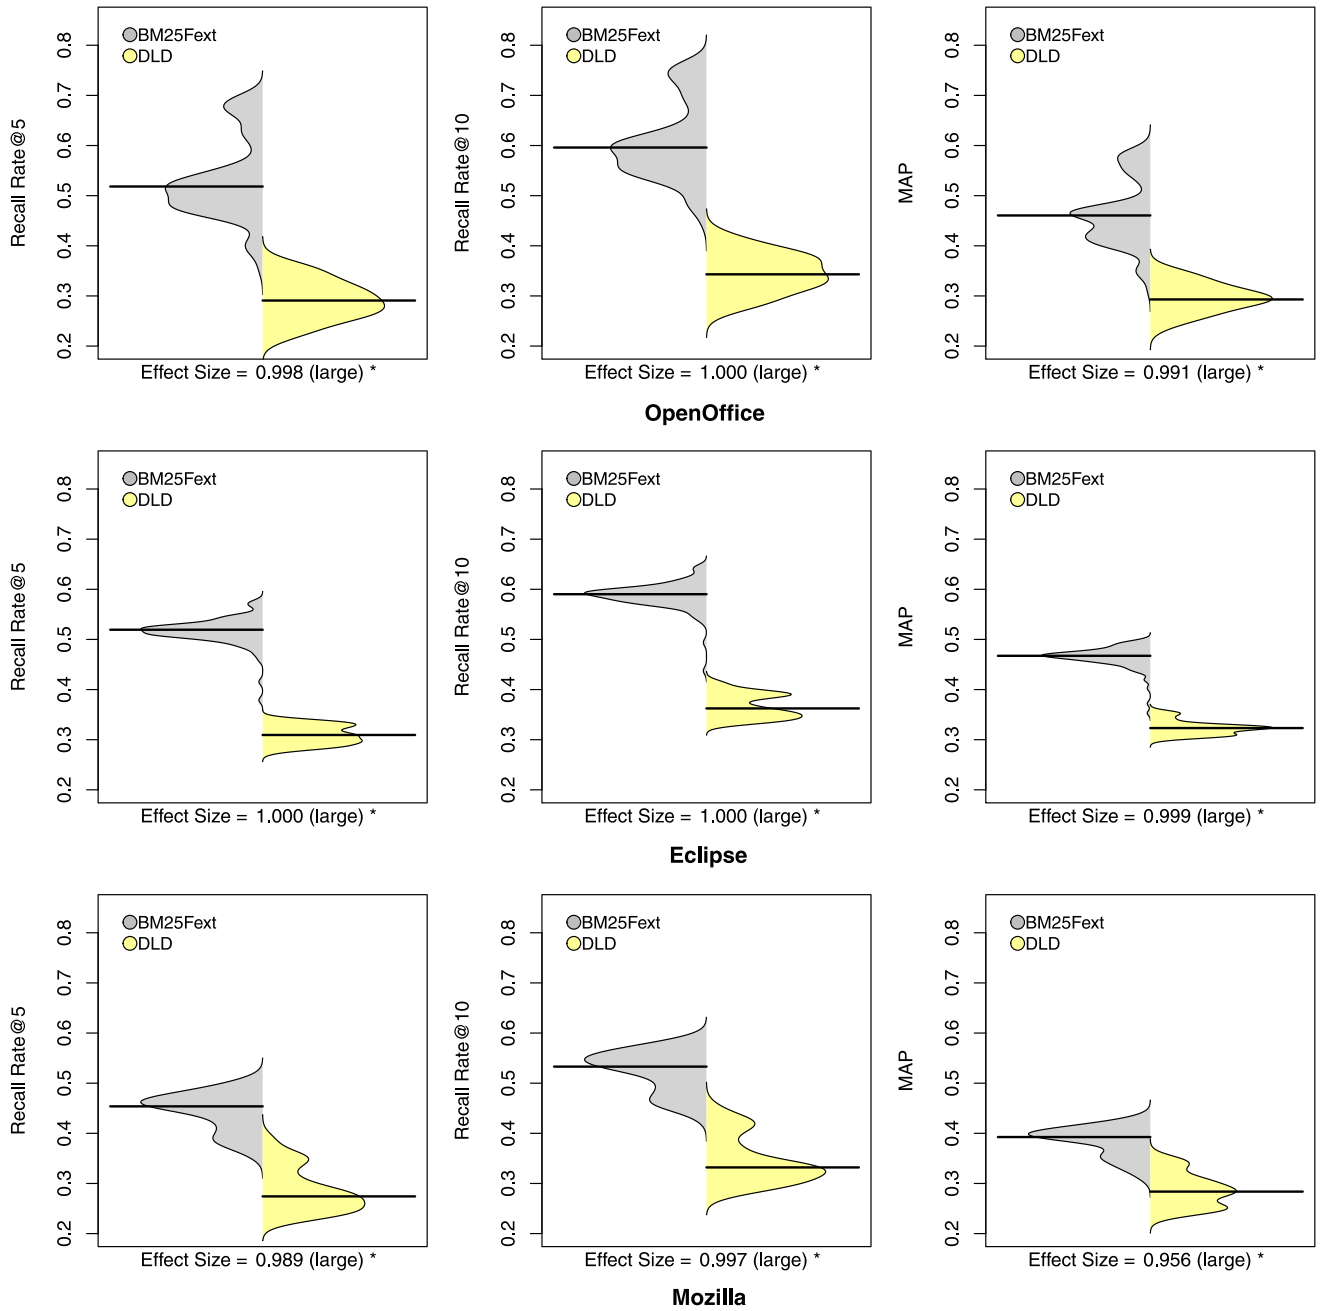 BM25Fext
DLD
Recall Rate@5
0.2 0.3 0.4 0.5 0.6 0.7 0.8
Effect Size = 0.998 (large) *
BM25Fext
DLD
Recall Rate@10
0.2 0.3 0.4 0.5 0.6 0.7 0.8
Effect Size = 1.000 (large) *
BM25Fext
DLD
MAP
0.2 0.3 0.4 0.5 0.6 0.7 0.8
Effect Size = 0.991 (large) *
OpenOffice
BM25Fext
DLD
Recall Rate@5
0.2 0.3 0.4 0.5 0.6 0.7 0.8
Effect Size = 1.000 (large) *
BM25Fext
DLD
Recall Rate@10
0.2 0.3 0.4 0.5 0.6 0.7 0.8
Effect Size = 1.000 (large) *
BM25Fext
DLD
MAP
0.2 0.3 0.4 0.5 0.6 0.7 0.8
Effect Size = 0.999 (large) *
Eclipse
BM25Fext
DLD
Recall Rate@5
0.2 0.3 0.4 0.5 0.6 0.7 0.8
Effect Size = 0.989 (large) *
BM25Fext
DLD
Recall Rate@10
0.2 0.3 0.4 0.5 0.6 0.7 0.8
Effect Size = 0.997 (large) *
BM25Fext
DLD
MAP
0.2 0.3 0.4 0.5 0.6 0.7 0.8
Effect Size = 0.956 (large) *
Mozilla